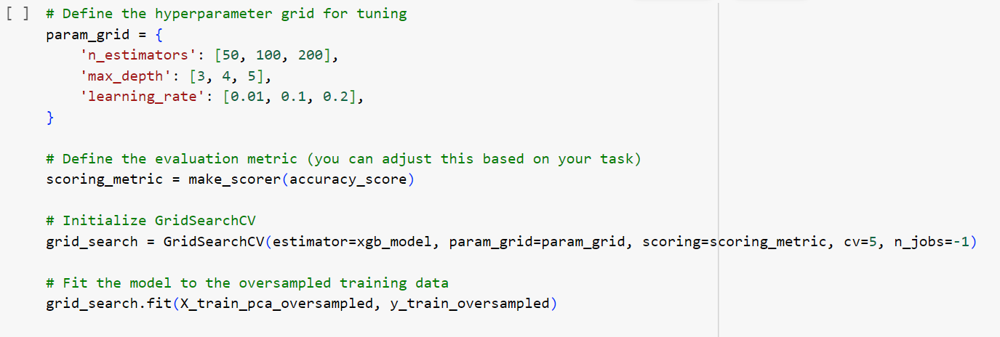 [ ] # Define the hyperparameter grid for tuning
param_grid = {
    'n_estimators': [50, 100, 200],
    'max_depth': [3, 4, 5],
    'learning_rate': [0.01, 0.1, 0.2],
}
# Define the evaluation metric (you can adjust this based on your task)
scoring_metric = make_scorer(accuracy_score)
# Initialize GridSearchCV
grid_search = GridSearchCV(estimator=xgb_model, param_grid=param_grid, scoring=scoring_metric, cv=5, n_jobs=-1)
# Fit the model to the oversampled training data
grid_search.fit(X_train_pca_oversampled, y_train_oversampled)